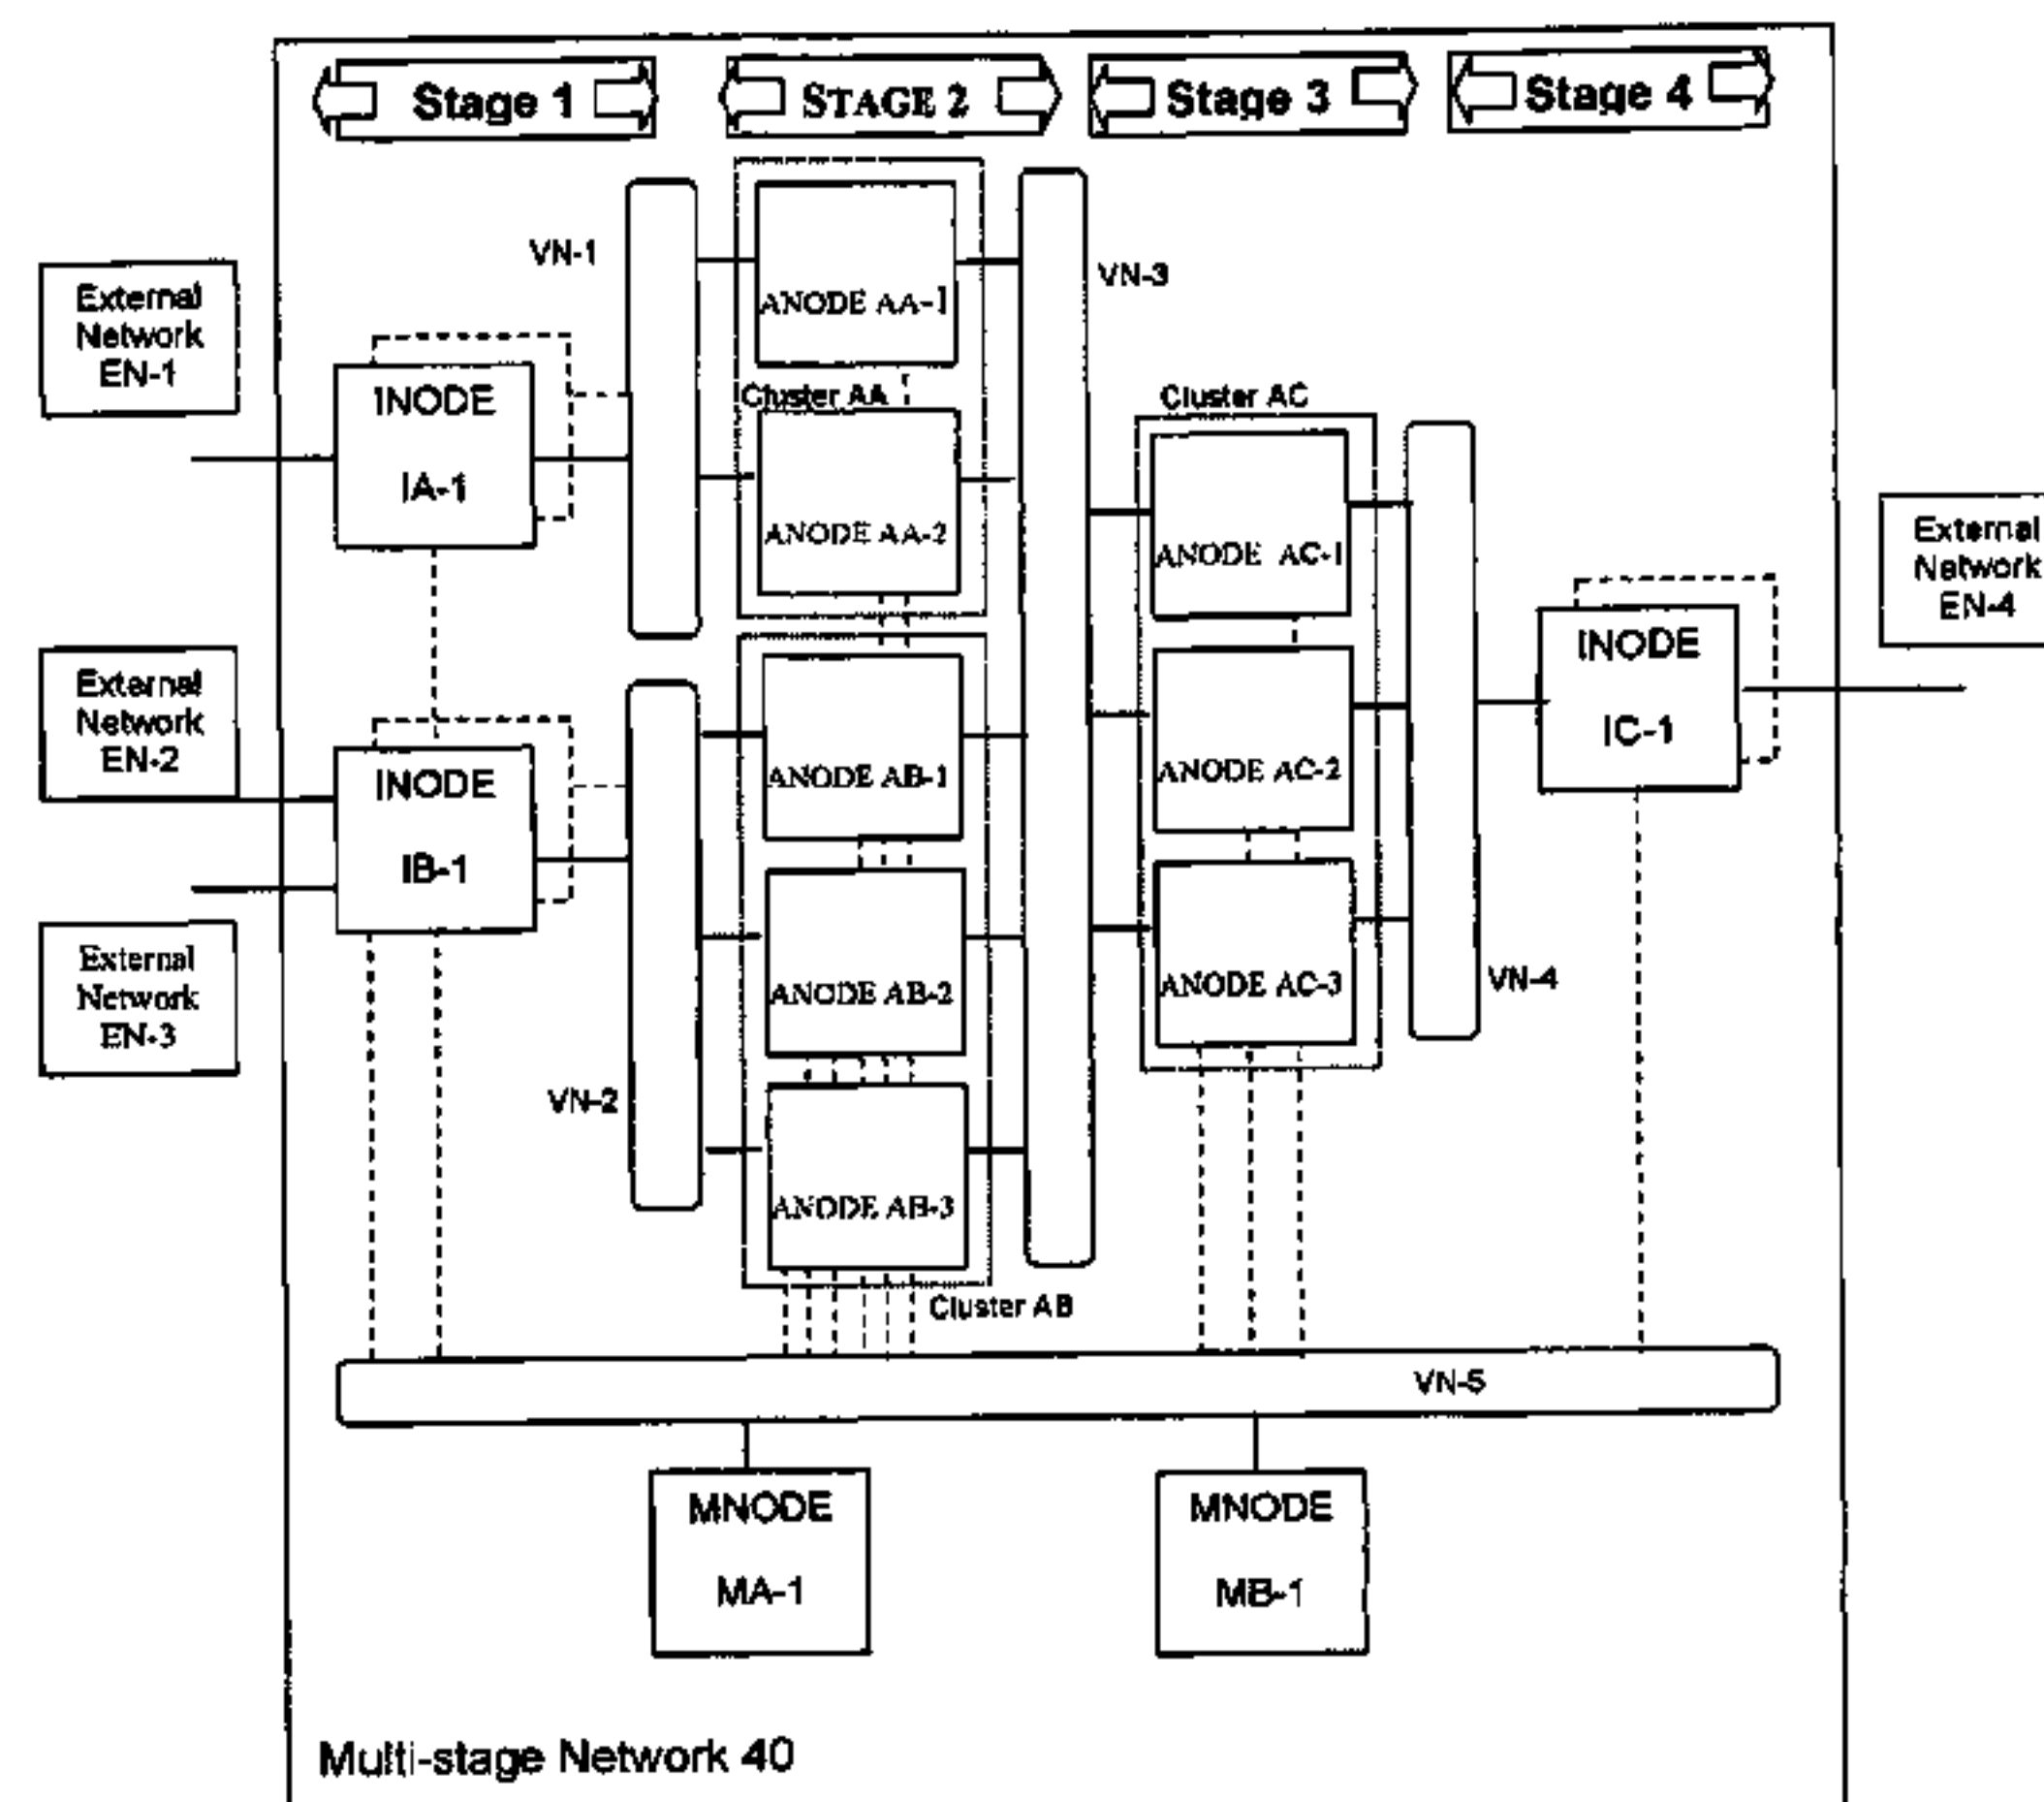 Stage 1
STAGE 2
Stage 3
Stage 4
VN-1
VN-3
External
Network
EN-1
ANODE AA-1
INODE
IA-1
Cluster AA
ANODE AA-2
Cluster AC
ANODE AC-1
External
Network
EN-4
INODE
IC-1
External
Network
EN-2
INODE
IB-1
ANODE AB-1
ANODE AC-2
External
Network
EN-3
ANODE AB-2
ANODE AC-3
VN-4
VN-2
ANODE AB-3
Cluster AB
VN-5
MNODE
MA-1
MNODE
MB-1
Multi-stage Network 40